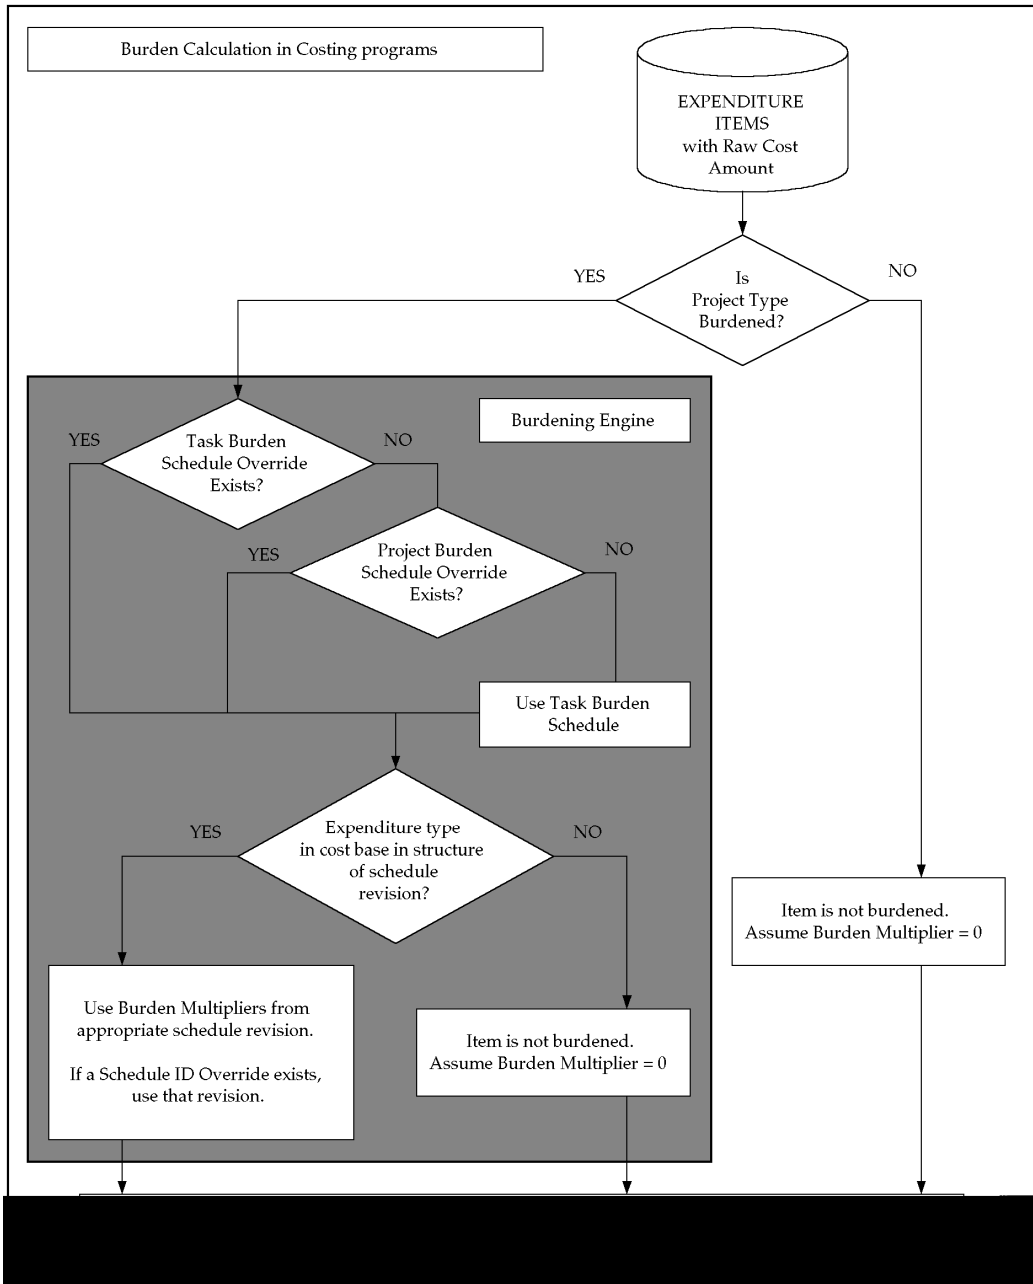 Burden Calculation in Costing programs
EXPENDITURE
ITEMS
with Raw Cost
Amount
YES
NO
Is
Project Type
Burdened?
Burdening Engine
YES
NO
Task Burden
Schedule Override
Exists?
YES
NO
Project Burden
Schedule Override
Exists?
Use Task Burden
Schedule
YES
NO
Expenditure type
in cost base in structure
of schedule
revision?
Item is not burdened.
Assume Burden Multiplier = 0
Use Burden Multipliers from
appropriate schedule revision.
If a Schedule ID Override exists,
use that revision.
Item is not burdened.
Assume Burden Multiplier = 0